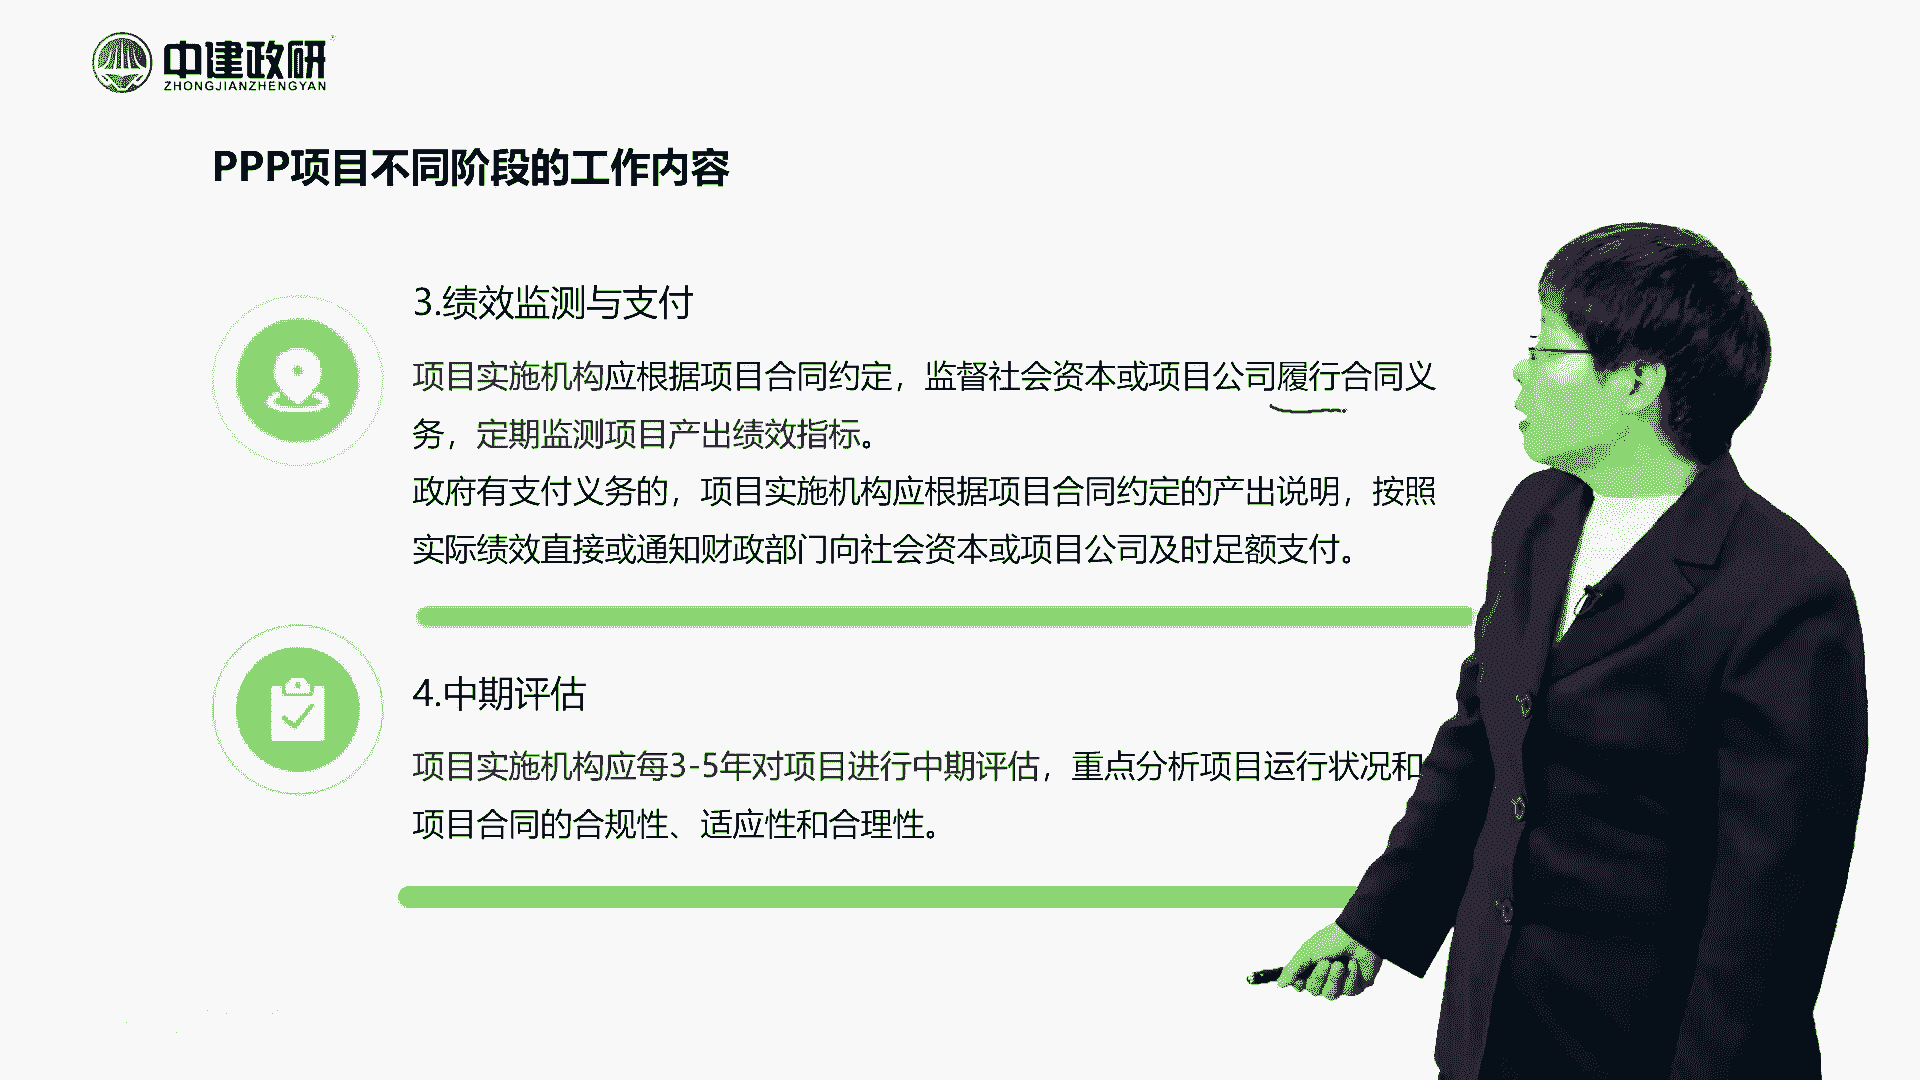 中建政研
ZHONGJIANZHENGYAN
PPP项目不同阶段的工作内容
3.绩效监测与支付
项目实施机构应根据项目合同约定，监督社会资本或项目公司履行合同义
务，定期监测项目产出绩效指标。
政府有支付义务的，项目实施机构应根据项目合同约定的产出说明，按照
实际绩效直接或通知财政部门向社会资本或项目公司及时足额支付。
4.中期评估
项目实施机构应每3-5年对项目进行中期评估，重点分析项目运行状况和
项目合同的合规性、适应性和合理性。